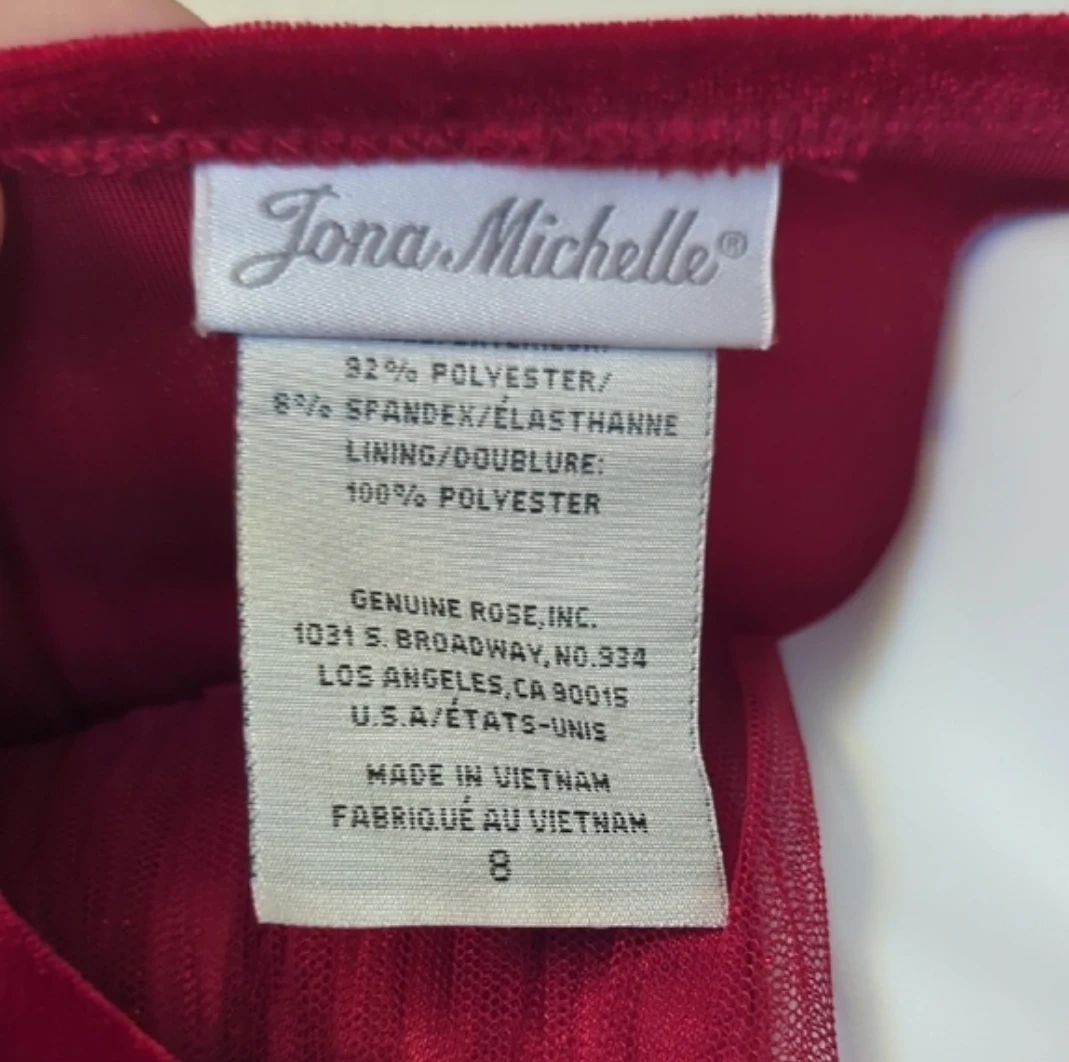 Jona Michelle®
92% POLYESTER/
8% SPANDEX/ÉLASTHANNE
LINING/DOUBLURE:
100% POLYESTER
GENUINE ROSE,INC.
1031 S. BROADWAY,NO.934
LOS ANGELES,CA 90015
U.S.A/ÉTATS-UNIS
MADE IN VIETNAM
FABRIQUÉ AU VIETNAM
8